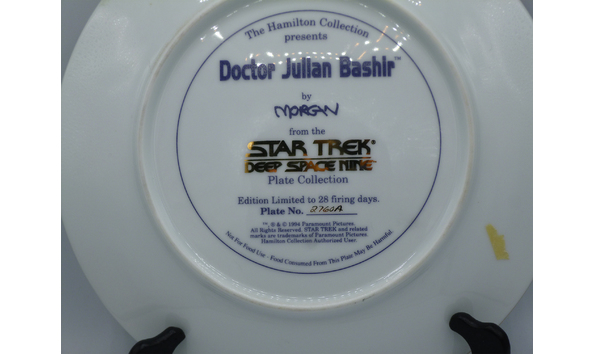 The Hamilton Collection
presents
Doctor Julian Bashir™
by
MORGAN
from the
STAR TREK®
DEEP SPACE NINE™
Plate Collection
Edition Limited to 28 firing days.
Plate No. 2760A
™, ® & © 1994 Paramount Pictures.
All Rights Reserved. STAR TREK and related
marks are trademarks of Paramount Pictures.
Hamilton Collection Authorized User.
Not For Food Use - Food Consumed From This Plate May Be Harmful.